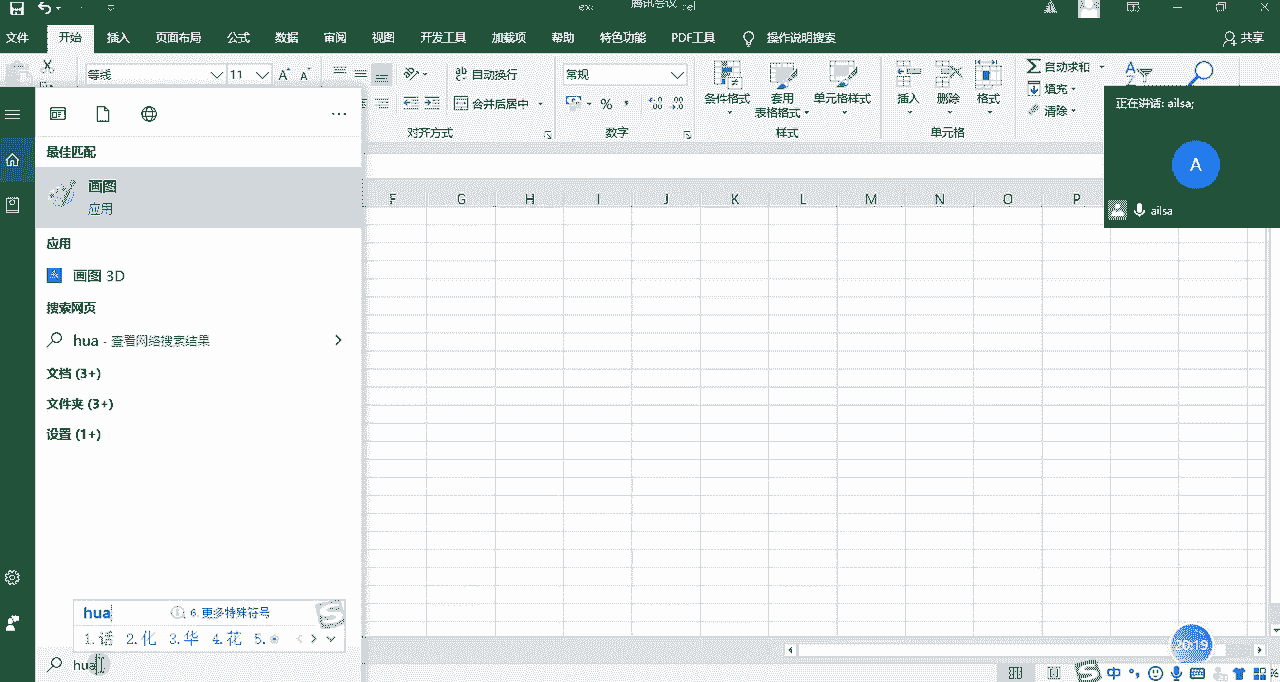 腾讯会议
文件 开始 插入 页面布局 公式 数据 审阅 视图 开发工具 加载项 帮助 特色功能 PDF工具 操作说明搜索 共享
等线 11 自动换行 常规 条件格式 套用 表格格式 单元格样式 插入 删除 格式 自动求和
合并后居中 填充
清除
对齐方式 数字 样式 单元格
正在讲话: ailsa;
A
ailsa
最佳匹配
画图
应用
应用
画图 3D
搜索网页
hua - 查看网络搜索结果
文档 (3+)
文件夹 (3+)
设置 (1+)
F G H I J K L M N O P
hua 6.更多特殊符号
1.话 2.化 3.华 4.花 5.
hua
20:19
中